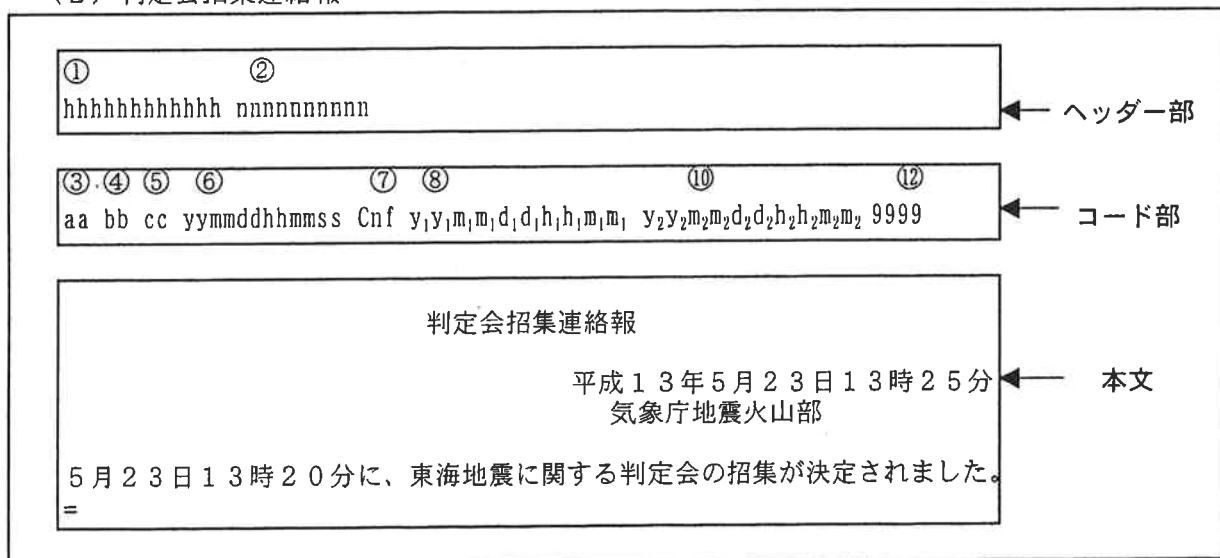 ① ②
hhhhhhhhhhhh nnnnnnnnnn
ヘッダー部
③ ④ ⑤ ⑥ ⑦ ⑧ ⑩ ⑫
aa bb cc yymmddhhmmss Cnf y₁y₁m₁m₁d₁d₁h₁h₁m₁m₁ y₂y₂m₂m₂d₂d₂h₂h₂m₂m₂ 9999
コード部
判定会招集連絡報
平成13年5月23日13時25分
本文
気象庁地震火山部
5月23日13時20分に、東海地震に関する判定会の招集が決定されました。
=